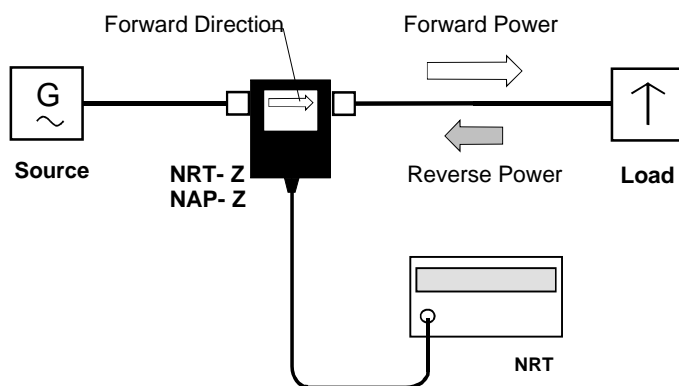 Forward Direction
Forward Power
G
Source
NRT- Z
NAP- Z
Reverse Power
Load
NRT